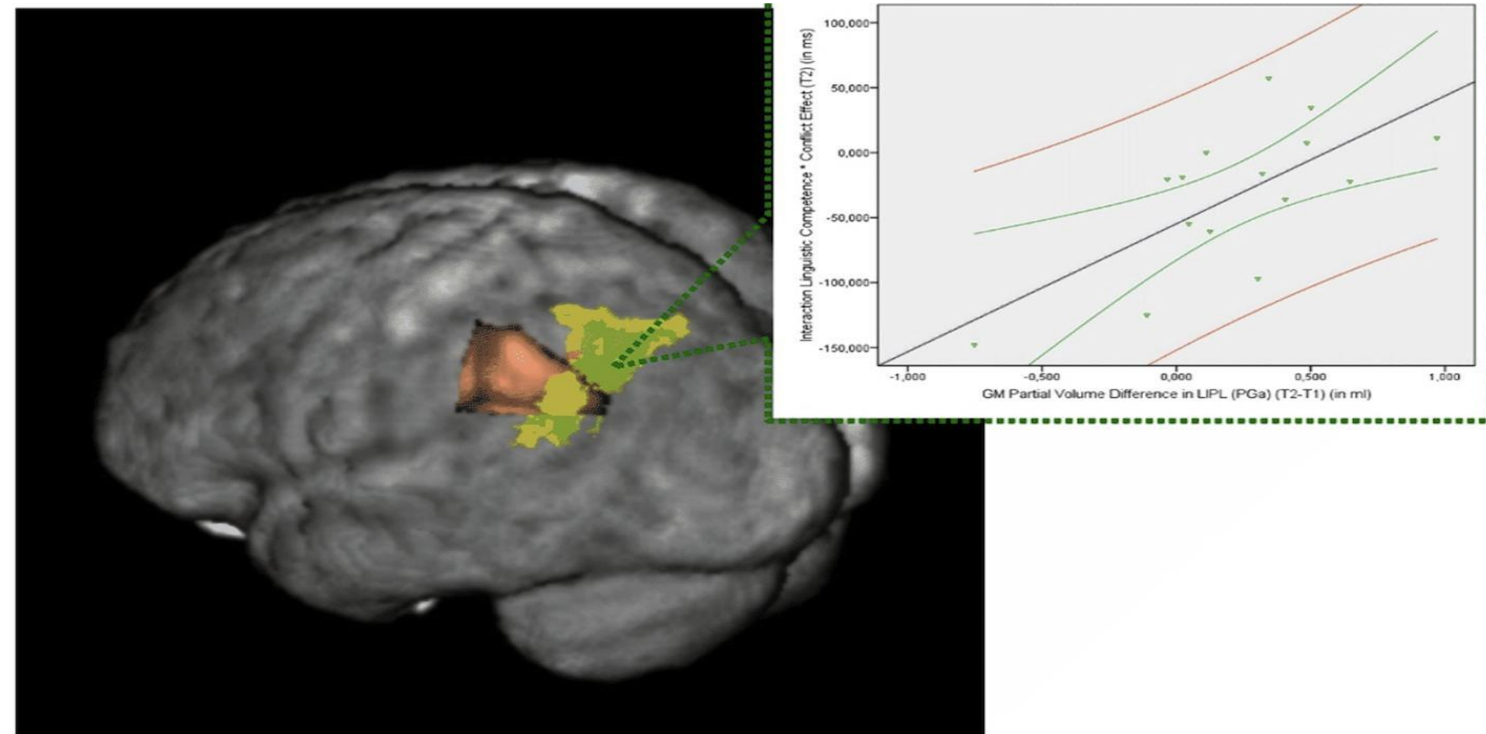 Interaction Linguistic Competence * Conflict Effect (T2) (in ms)
100,000
50,000
0,000
-50,000
-100,000
-150,000
-1,000 -0,500 0,000 0,500 1,000
GM Partial Volume Difference in LIPL (PGa) (T2-T1) (in ml)